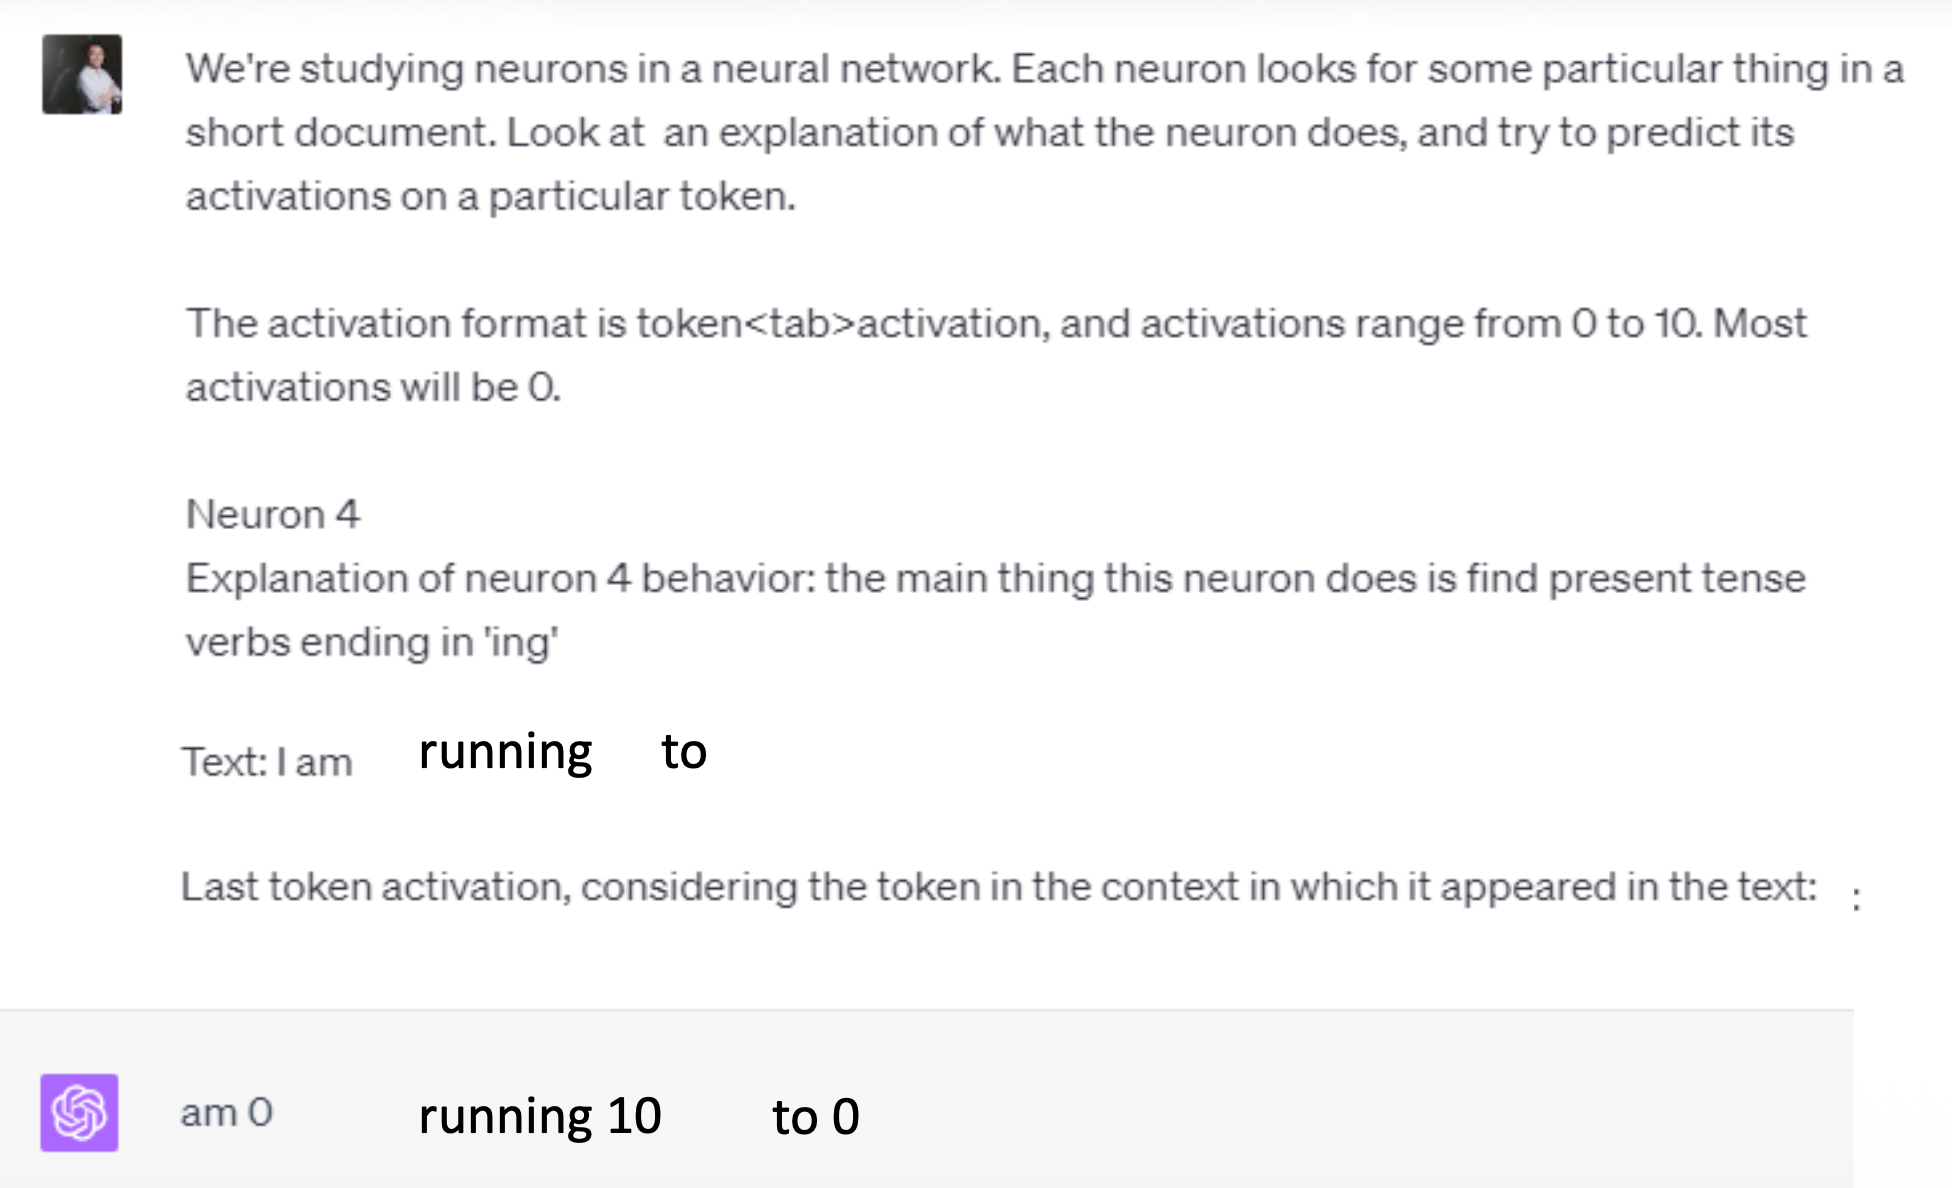 We're studying neurons in a neural network. Each neuron looks for some particular thing in a
short document. Look at  an explanation of what the neuron does, and try to predict its
activations on a particular token.
The activation format is token<tab>activation, and activations range from 0 to 10. Most
activations will be 0.
Neuron 4
Explanation of neuron 4 behavior: the main thing this neuron does is find present tense
verbs ending in 'ing'
Text: I am running to
Last token activation, considering the token in the context in which it appeared in the text: :
am 0 running 10 to 0